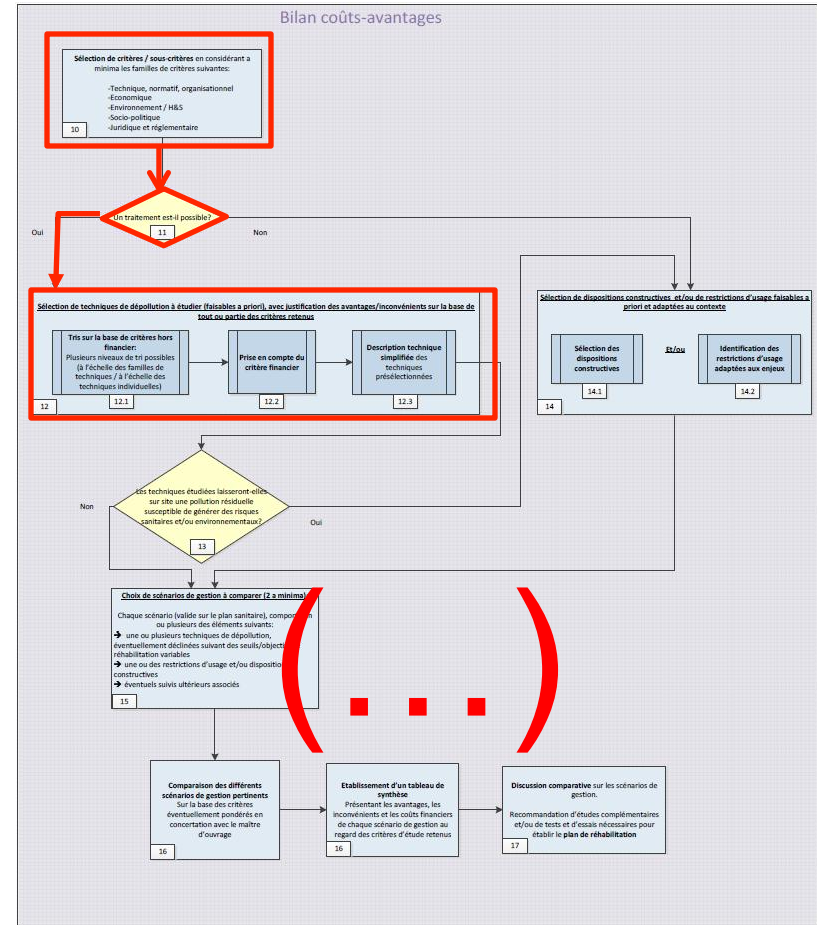 Bilan coûts-avantages
Sélection de critères / sous-critères en considérant a
minima les familles de critères suivantes:
-Technique, normatif, organisationnel
-Economique
-Environnement / H&S
-Socio-politique
-Juridique et réglementaire
10
Un traitement est-il possible?
11
Oui
Non
Sélection de techniques de dépollution à étudier (faisables a priori), avec justification des avantages/inconvénients sur la base de
tout ou partie des critères retenus
Tris sur la base de critères hors
financier:
Plusieurs niveaux de tri possibles
(à l'échelle des familles de
techniques / à l'échelle des
techniques individuelles)
12.1
Prise en compte du
critère financier
12.2
Description technique
simplifiée des
techniques
présélectionnées
12.3
12
Sélection de dispositions constructives et/ou de restrictions d'usage faisables a
priori et adaptées au contexte
Sélection des
dispositions
constructives
14.1
Et/ou
Identification des
restrictions d'usage
adaptées aux enjeux
14.2
14
Les techniques étudiées laisseront-elles
sur site une pollution résiduelle
susceptible de générer des risques
sanitaires et/ou environnementaux?
13
Non
Oui
Choix de scénarios de gestion à comparer (2 a minima)
Chaque scénario (valide sur le plan sanitaire), comp
ou plusieurs des éléments suivants:
➔ une ou plusieurs techniques de dépollution,
éventuellement déclinées suivant des seuils/objecti
réhabilitation variables
➔ une ou des restrictions d'usage et/ou dispositio
constructives
➔ éventuels suivis ultérieurs associés
15
(...)
Comparaison des différents
scénarios de gestion pertinents
Sur la base des critères
éventuellement pondérés en
concertation avec le maître
d'ouvrage
16
Etablissement d'un tableau de
synthèse
Présentant les avantages, les
inconvénients et les coûts financiers
de chaque scénario de gestion au
regard des critères d'étude retenus
16
Discussion comparative sur les scénarios de
gestion.
Recommandation d'études complémentaires
et/ou de tests et d'essais nécessaires pour
établir le plan de réhabilitation
17